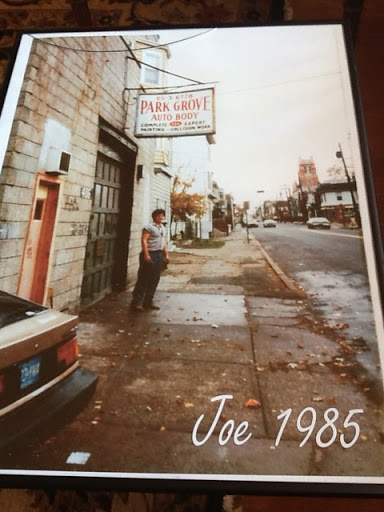 PARK GROVE
AUTO BODY
COMPLETE EXPERT
PAINTING - COLLISION WORK
Joe 1985